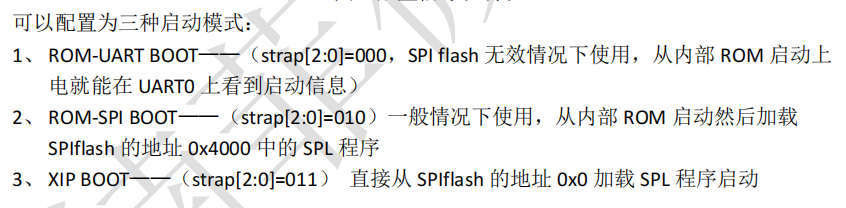 可以配置为三种启动模式：
1、 ROM-UART BOOT——（strap[2:0]=000，SPI flash 无效情况下使用，从内部 ROM 启动上
电就能在 UART0 上看到启动信息）
2、 ROM-SPI BOOT——（strap[2:0]=010）一般情况下使用，从内部 ROM 启动然后加载
SPIflash 的地址 0x4000 中的 SPL 程序
3、 XIP BOOT——（strap[2:0]=011） 直接从 SPIflash 的地址 0x0 加载 SPL 程序启动